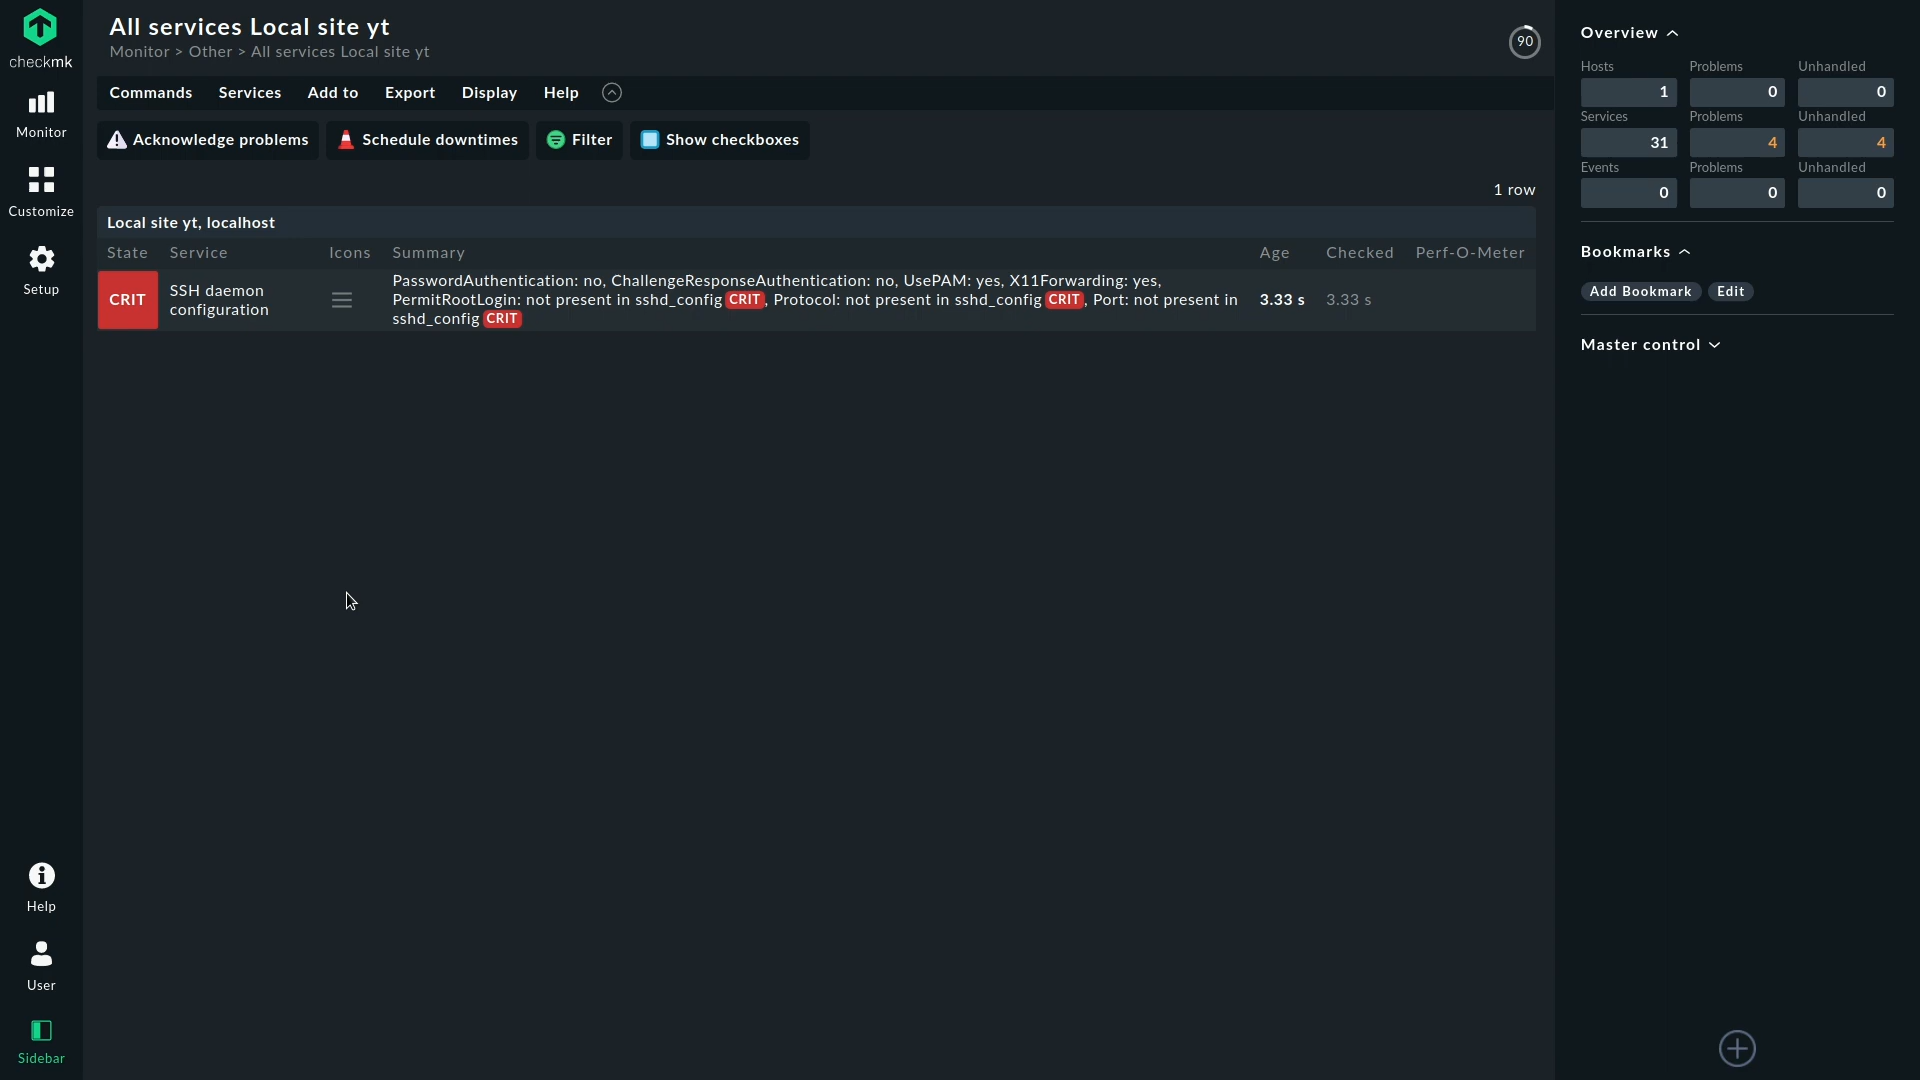 checkmk
Monitor
Customize
Setup
Help
User
Sidebar
All services Local site yt
Monitor > Other > All services Local site yt
90
Commands Services Add to Export Display Help
Acknowledge problems Schedule downtimes Filter Show checkboxes
1 row
Local site yt, localhost
State Service Icons Summary Age Checked Perf-O-Meter
CRIT
SSH daemon
configuration
PasswordAuthentication: no, ChallengeResponseAuthentication: no, UsePAM: yes, X11Forwarding: yes,
PermitRootLogin: not present in sshd_config CRIT, Protocol: not present in sshd_config CRIT, Port: not present in
sshd_config CRIT
3.33 s 3.33 s
Overview
Hosts Problems Unhandled
1 0 0
Services Problems Unhandled
31 4 4
Events Problems Unhandled
0 0 0
Bookmarks
Add Bookmark Edit
Master control